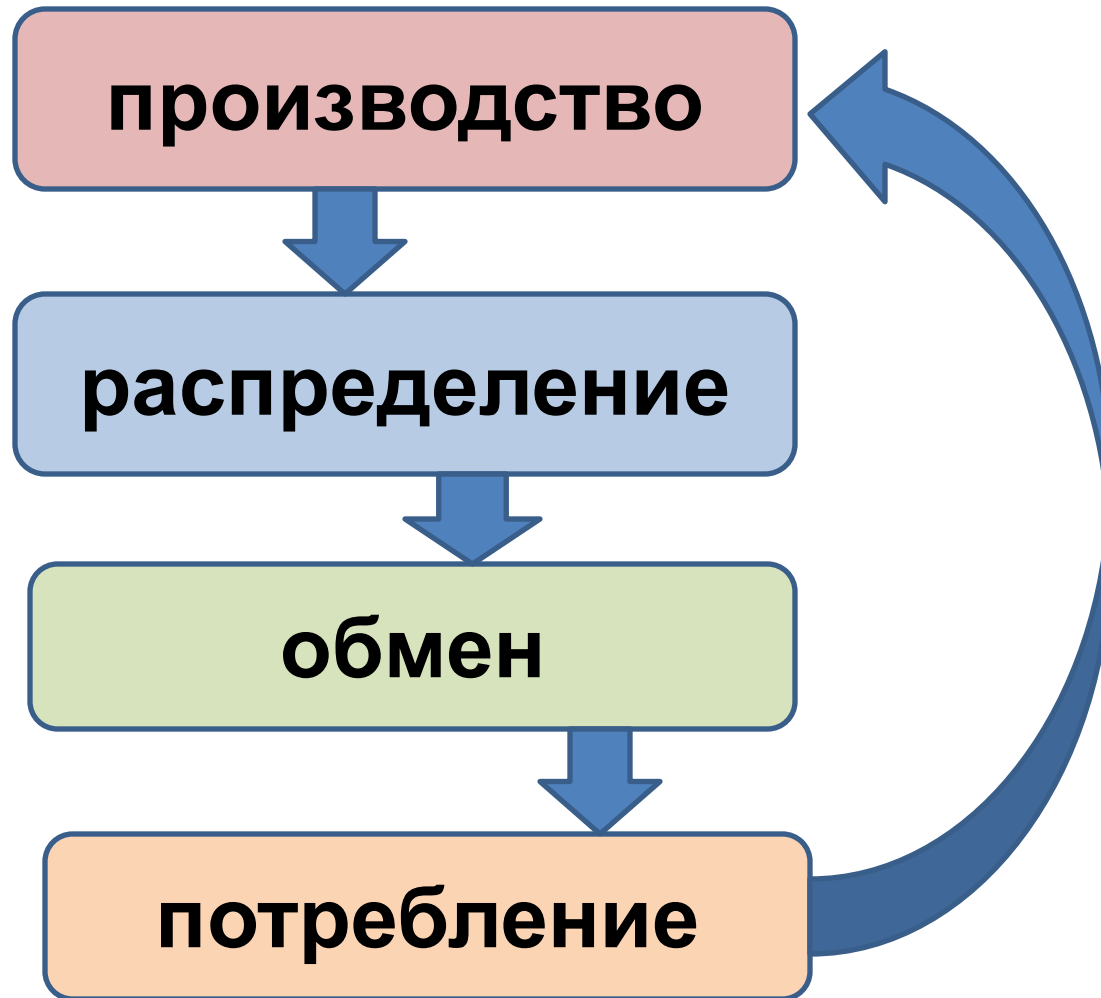 производство
распределение
обмен
потребление